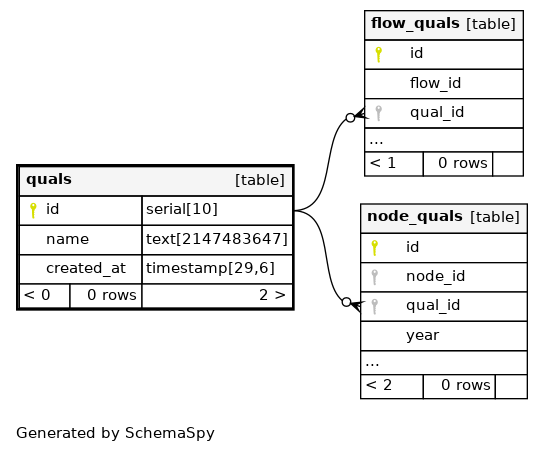 flow_quals [table]
id
flow_id
qual_id
...
< 1 0 rows
quals [table]
id serial[10]
name text[2147483647]
created_at timestamp[29,6]
< 0 0 rows 2 >
node_quals [table]
id
node_id
qual_id
year
...
< 2 0 rows
Generated by SchemaSpy